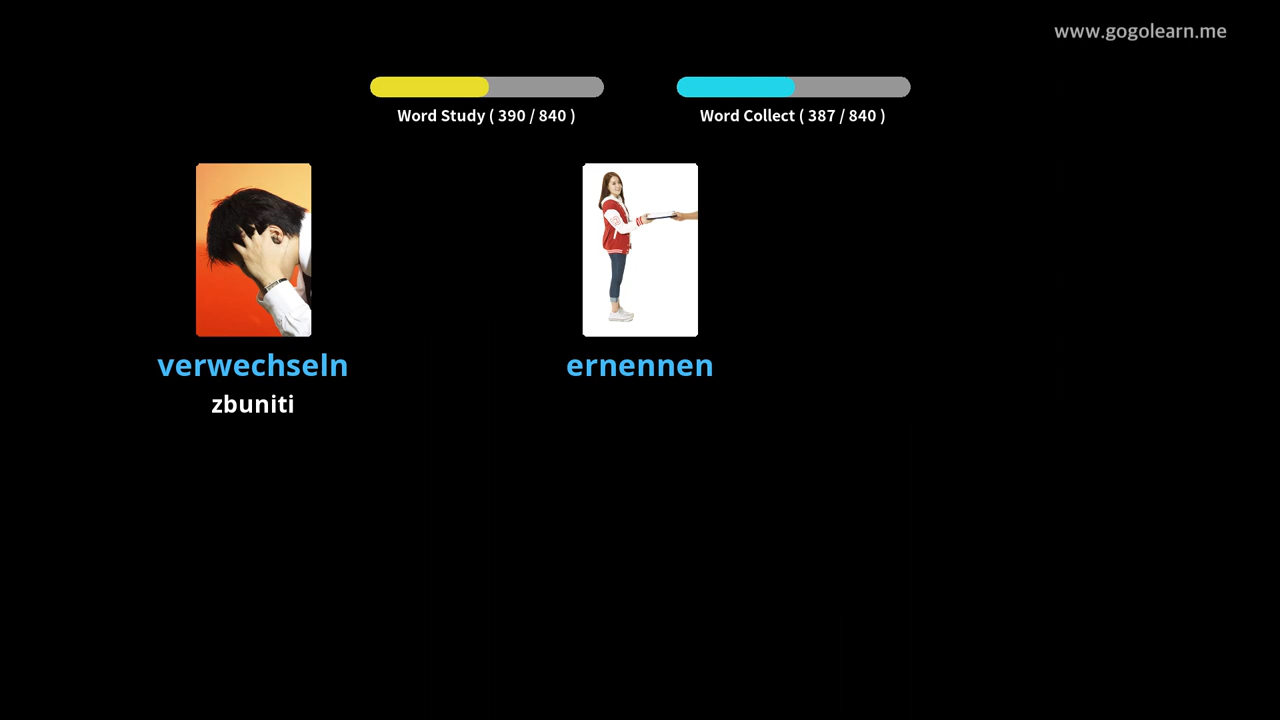 www.gogolearn.me
Word Study ( 390 / 840 )
Word Collect ( 387 / 840 )
verwechseln
ernennen
zbuniti